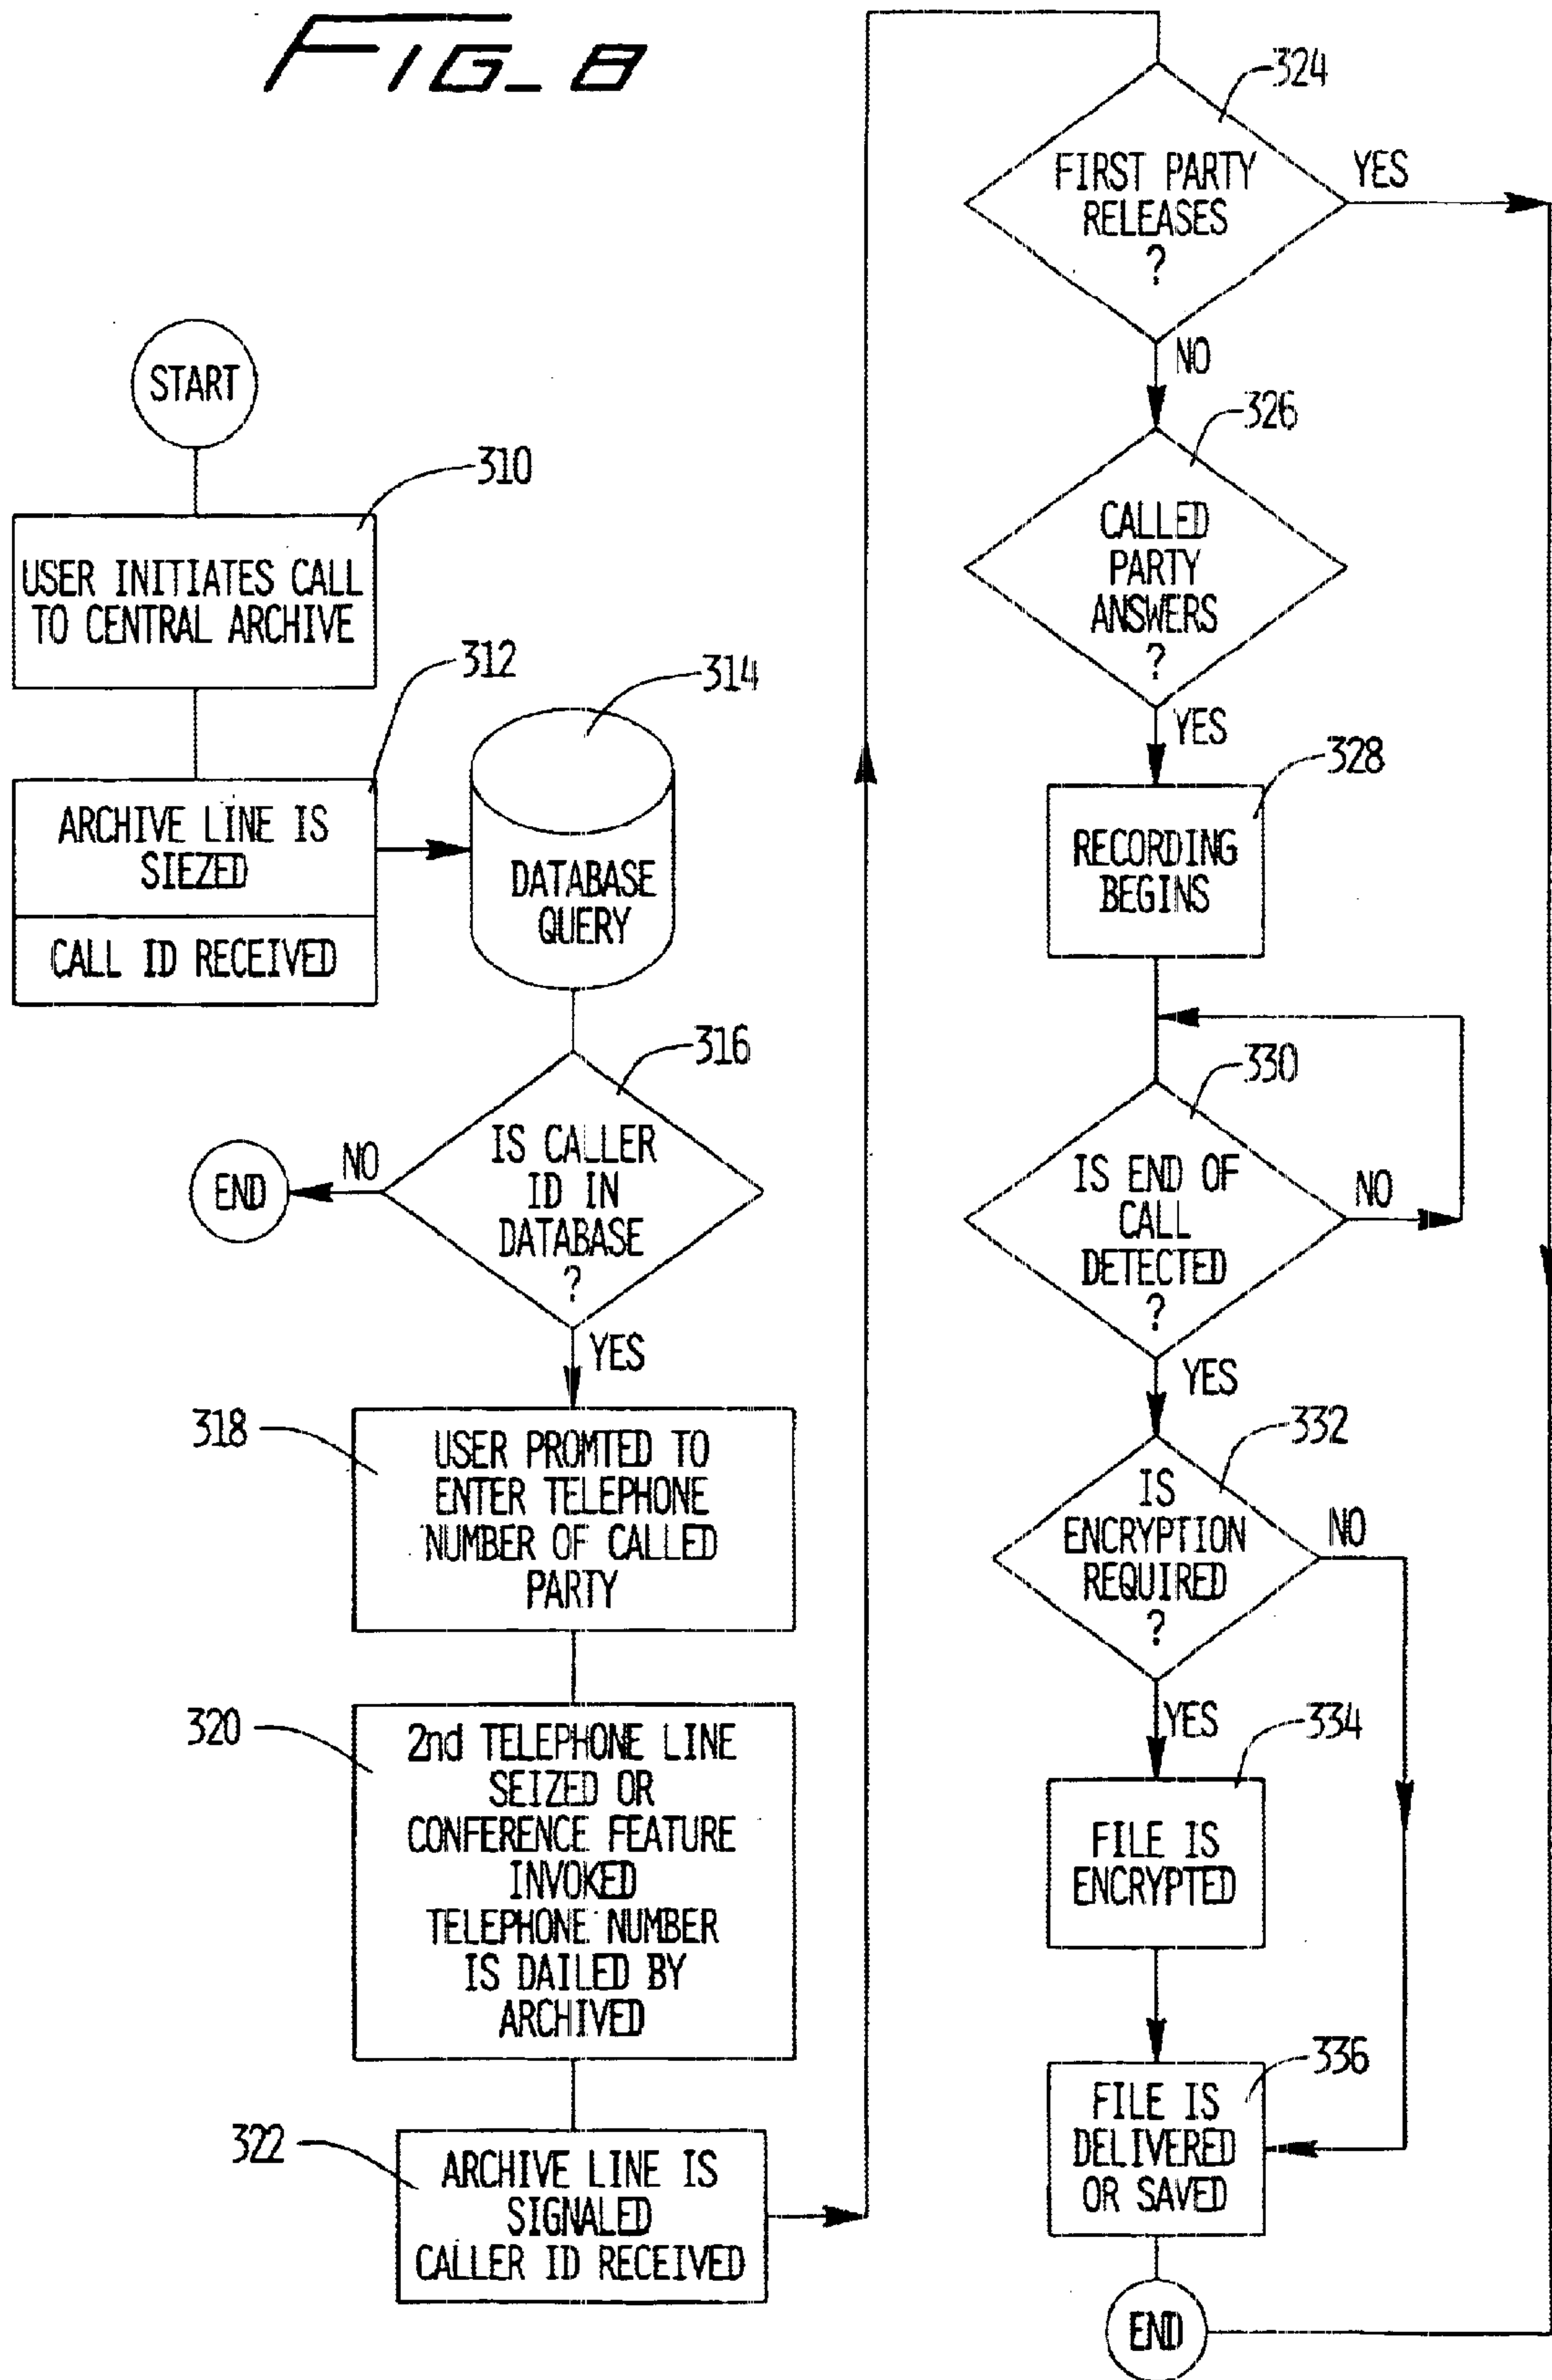 FIG_8
START
310
USER INITIATES CALL
TO CENTRAL ARCHIVE
312
ARCHIVE LINE IS
SIEZED
CALL ID RECEIVED
314
DATABASE
QUERY
316
IS CALLER
ID IN
DATABASE
?
NO
END
YES
318
USER PROMTED TO
ENTER TELEPHONE
NUMBER OF CALLED
PARTY
320
2nd TELEPHONE LINE
SEIZED OR
CONFERENCE FEATURE
INVOKED
TELEPHONE NUMBER
IS DAILED BY
ARCHIVED
322
ARCHIVE LINE IS
SIGNALED
CALLER ID RECEIVED
324
FIRST PARTY
RELEASES
?
YES
NO
326
CALLED
PARTY
ANSWERS
?
YES
328
RECORDING
BEGINS
330
IS END OF
CALL
DETECTED
?
NO
YES
332
IS
ENCRYPTION
REQUIRED
?
NO
YES
334
FILE IS
ENCRYPTED
336
FILE IS
DELIVERED
OR SAVED
END